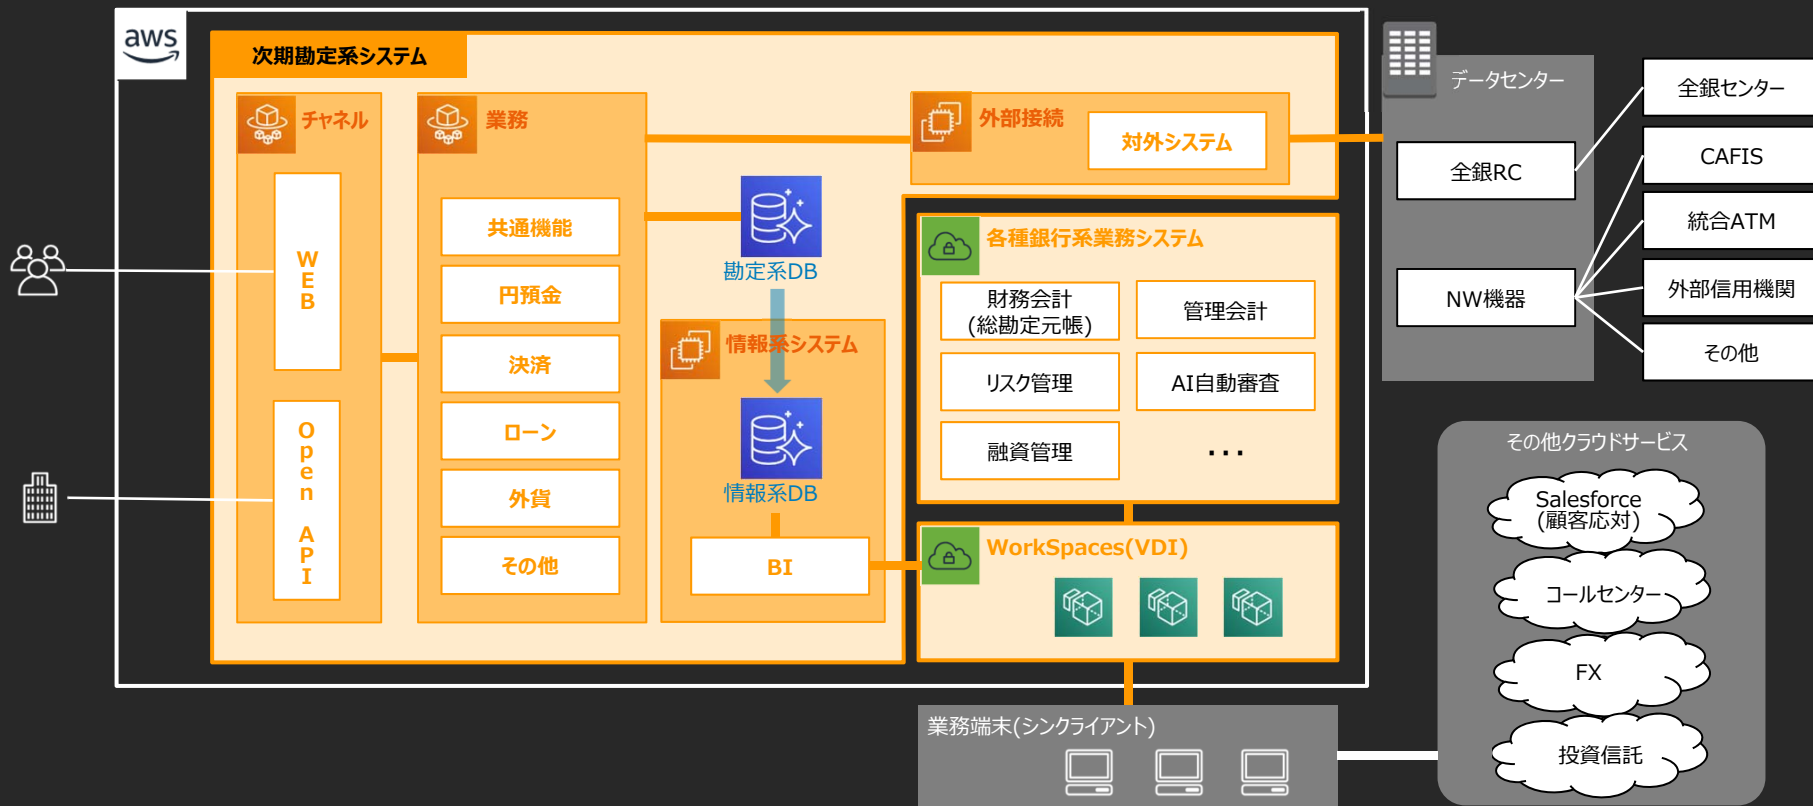 aws
次期勘定系システム
チャネル
WEB
Open API
業務
共通機能
円預金
決済
ローン
外貨
その他
勘定系DB
情報系システム
情報系DB
BI
外部接続
対外システム
各種銀行系業務システム
財務会計
(総勘定元帳)
管理会計
リスク管理
AI自動審査
融資管理
...
WorkSpaces(VDI)
業務端末(シンクライアント)
データセンター
全銀RC
NW機器
全銀センター
CAFIS
統合ATM
外部信用機関
その他
その他クラウドサービス
Salesforce
(顧客応対)
コールセンター
FX
投資信託